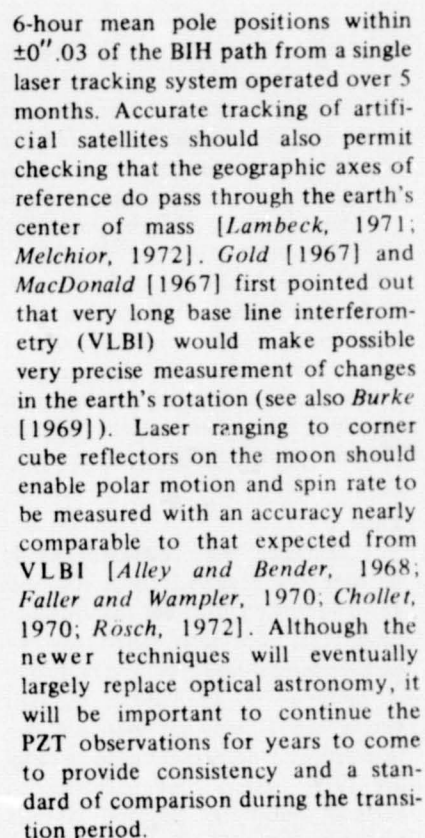 6-hour mean pole positions within
±0″.03 of the BIH path from a single
laser tracking system operated over 5
months. Accurate tracking of artifi-
cial satellites should also permit
checking that the geographic axes of
reference do pass through the earth's
center of mass [Lambeck, 1971;
Melchior, 1972]. Gold [1967] and
MacDonald [1967] first pointed out
that very long base line interferom-
etry (VLBI) would make possible
very precise measurement of changes
in the earth's rotation (see also Burke
[1969]). Laser ranging to corner
cube reflectors on the moon should
enable polar motion and spin rate to
be measured with an accuracy nearly
comparable to that expected from
VLBI [Alley and Bender, 1968;
Faller and Wampler, 1970; Chollet,
1970; Rösch, 1972]. Although the
newer techniques will eventually
largely replace optical astronomy, it
will be important to continue the
PZT observations for years to come
to provide consistency and a stan-
dard of comparison during the transi-
tion period.